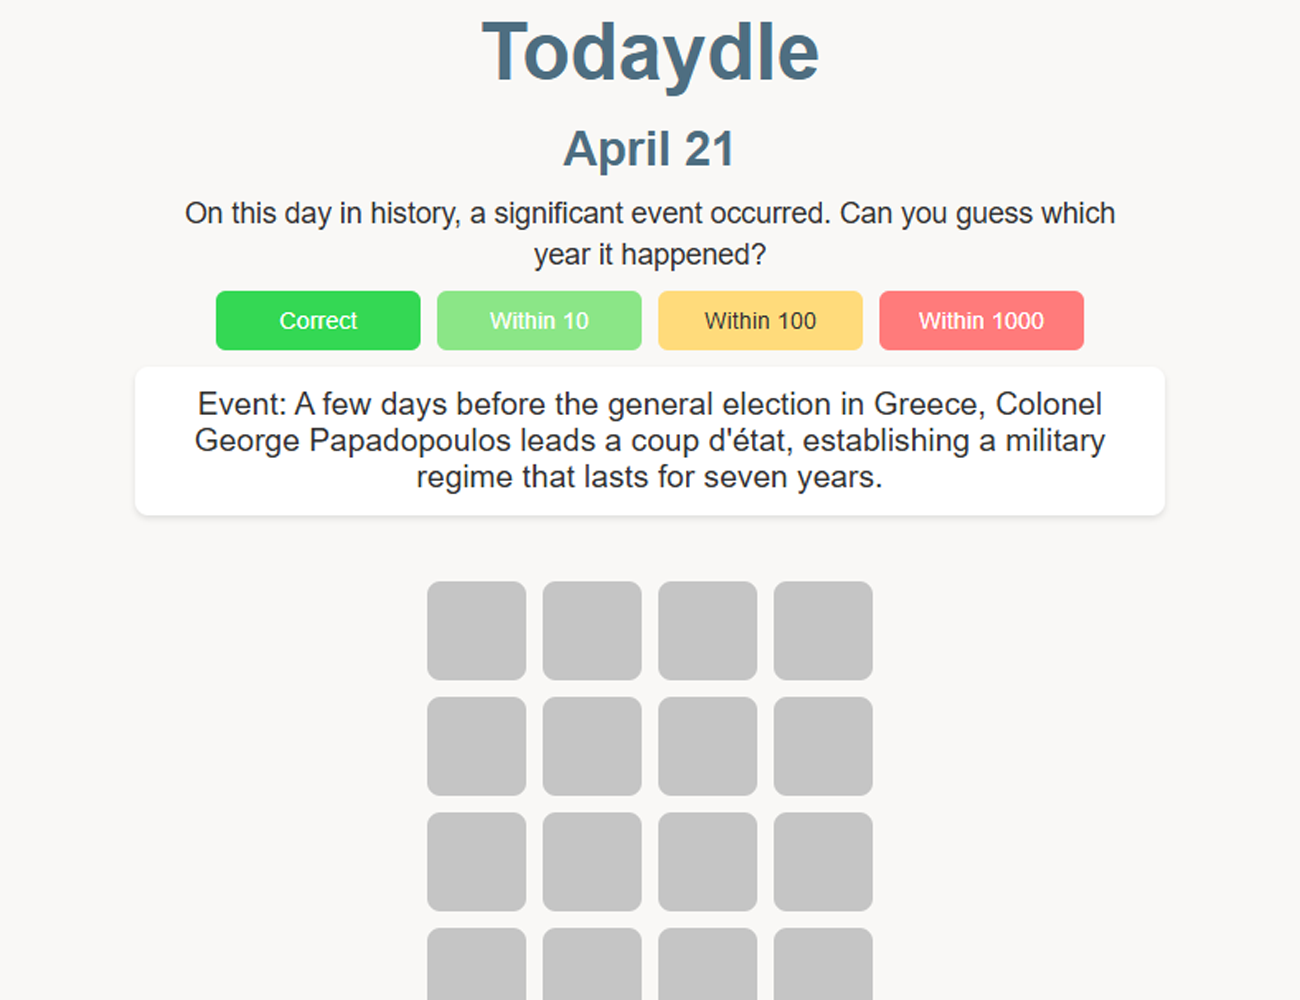 Todaydle
April 21
On this day in history, a significant event occurred. Can you guess which
year it happened?
Correct
Within 10
Within 100
Within 1000
Event: A few days before the general election in Greece, Colonel
George Papadopoulos leads a coup d'état, establishing a military
regime that lasts for seven years.